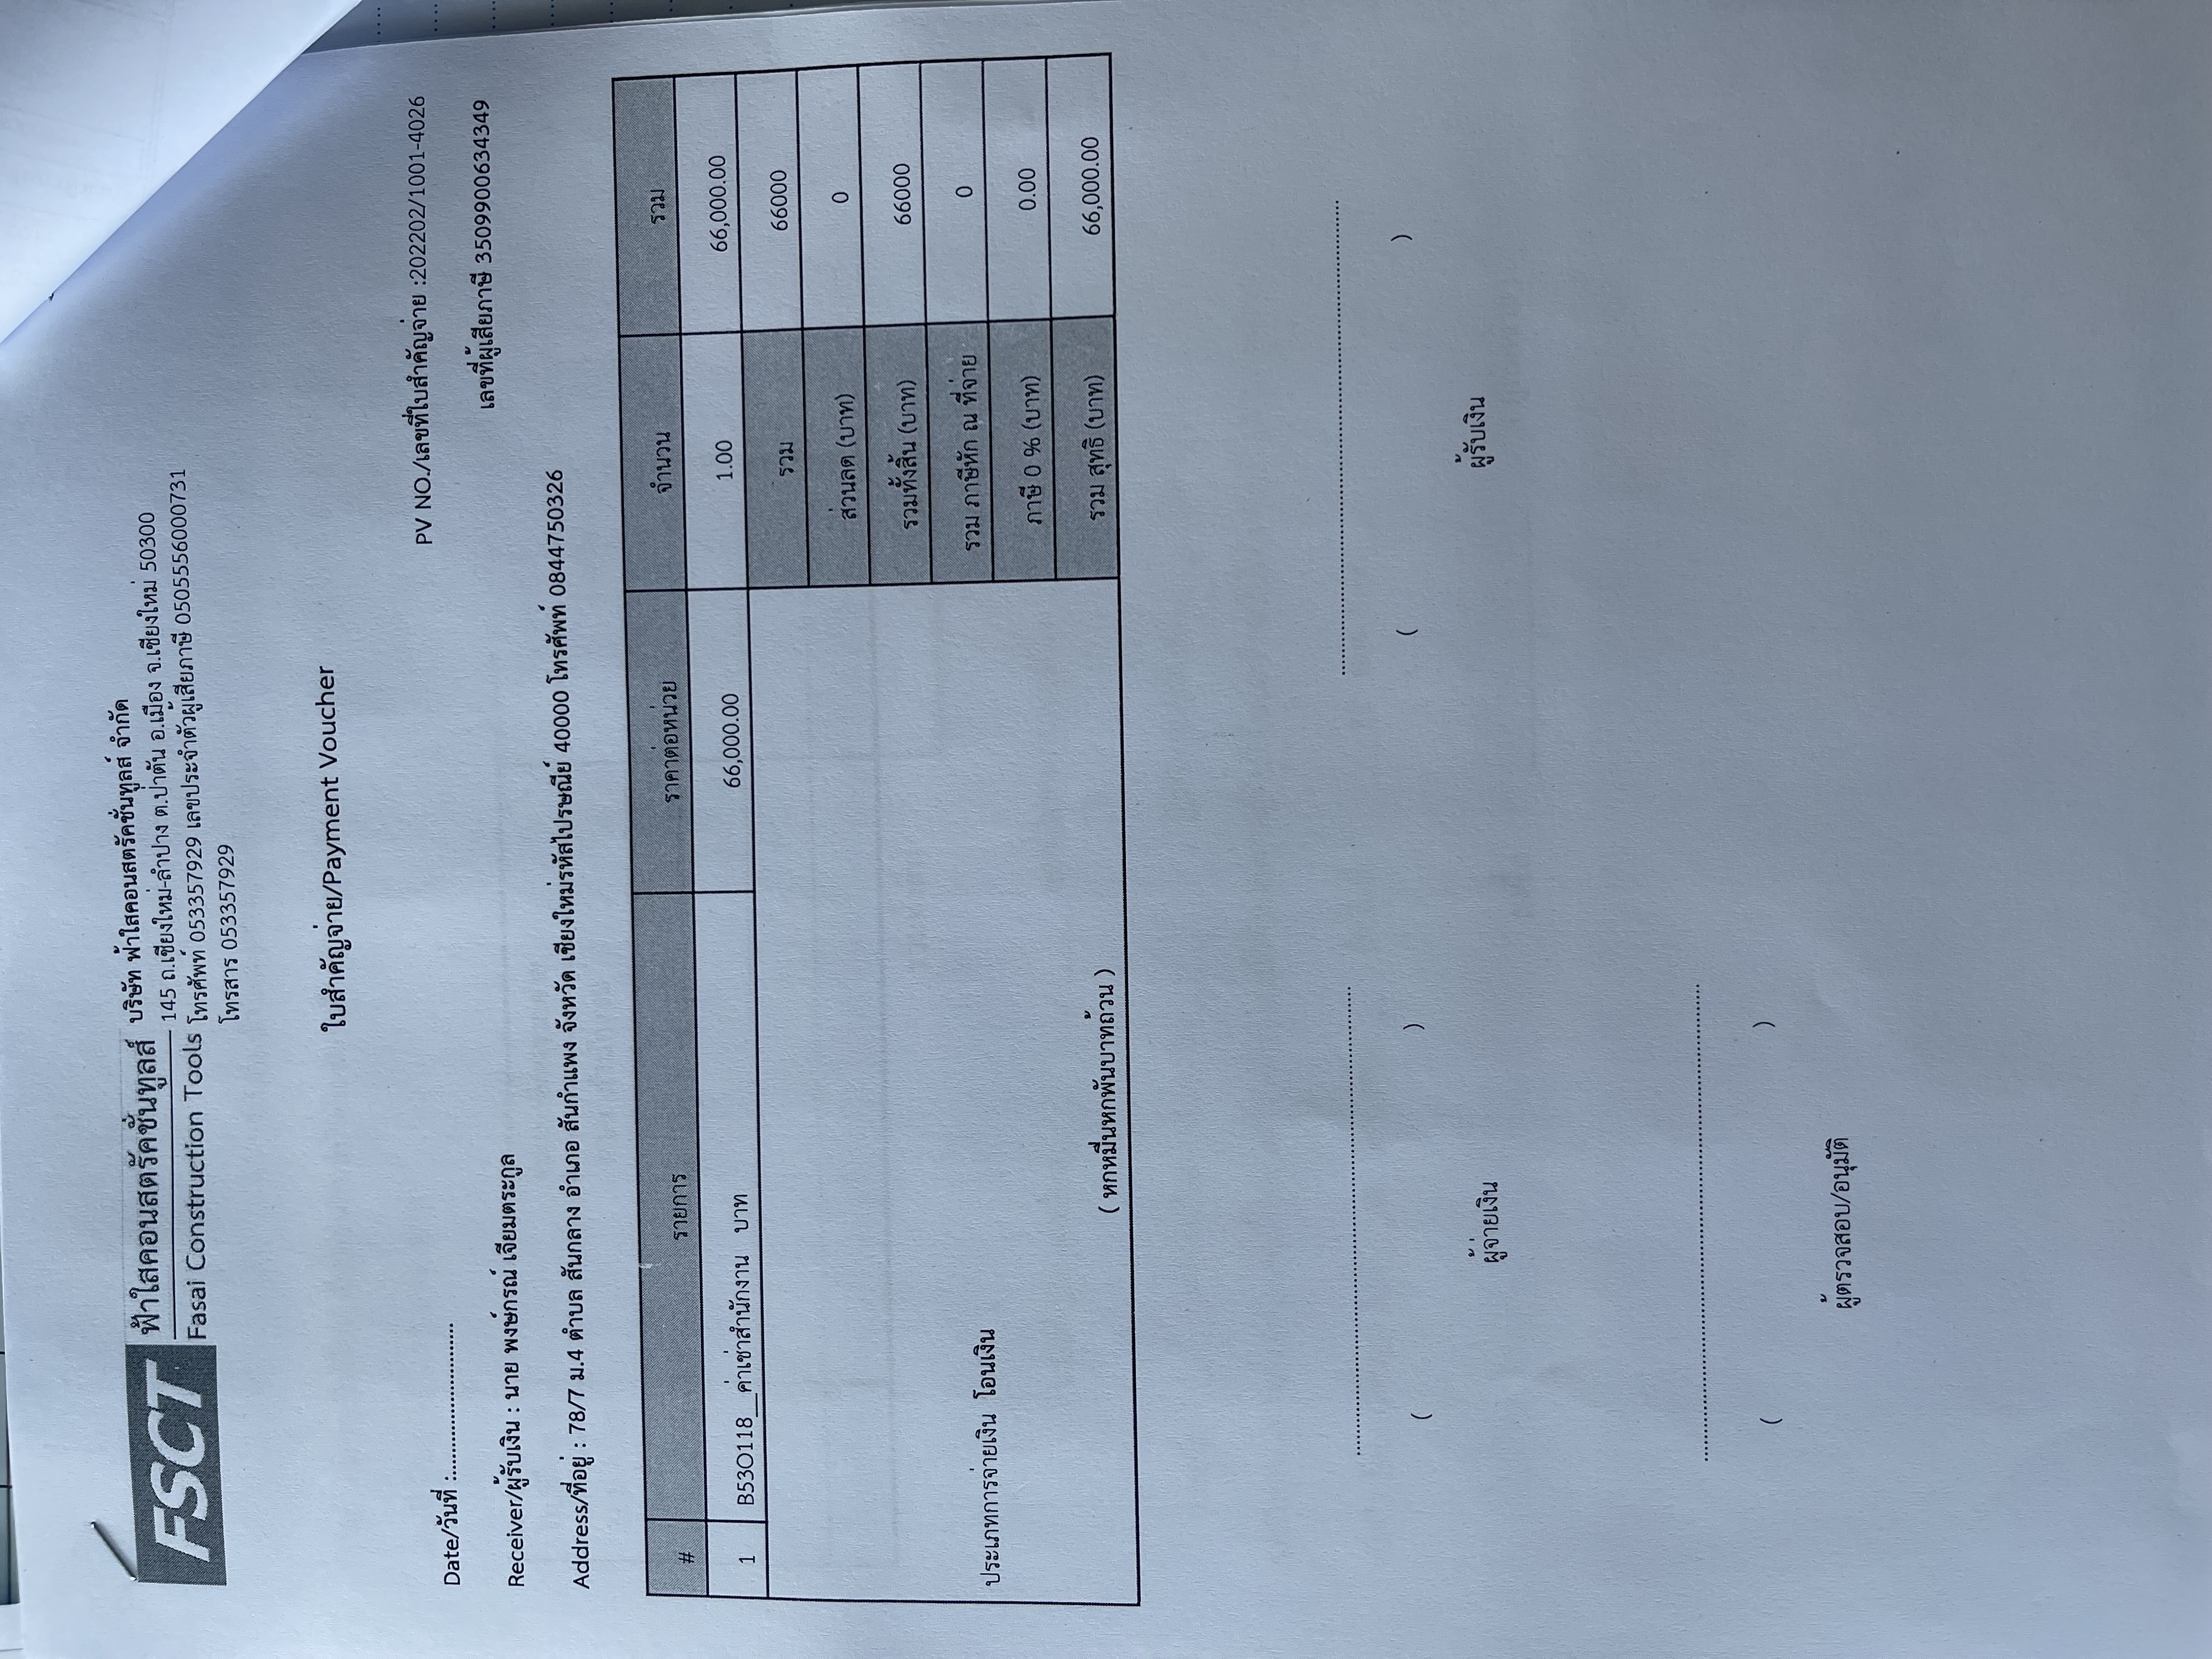 FSCT
ฟ้าใสคอนสตรัคชั่นทูลส์
Fasai Construction Tools
บริษัท ฟ้าใสคอนสตรัคชั่นทูลส์ จำกัด
145 ถ.เชียงใหม่-ลำปาง ต.ป่าตัน อ.เมือง จ.เชียงใหม่ 50300
โทรศัพท์ 053357929 เลขประจำตัวผู้เสียภาษี 0505556000731
โทรสาร 053357929
ใบสำคัญจ่าย/Payment Voucher
PV NO./เลขที่ใบสำคัญจ่าย :202202/1001-4026
Date/วันที่ :...........................
เลขที่ผู้เสียภาษี 3509900634349
Receiver/ผู้รับเงิน : นาย พงษ์กรณ์ เจียมตระกูล
Address/ที่อยู่ : 78/7 ม.4 ตำบล สันกลาง อำเภอ สันกำแพง จังหวัด เชียงใหม่รหัสไปรษณีย์ 40000 โทรศัพท์ 0844750326
# รายการ ราคาต่อหน่วย จำนวน รวม
1 B53O118__ค่าเช่าสำนักงาน บาท 66,000.00 1.00 66,000.00
รวม 66000
ส่วนลด (บาท) 0
รวมทั้งสิ้น (บาท) 66000
รวม ภาษีหัก ณ ที่จ่าย 0
ประเภทการจ่ายเงิน โอนเงิน
ภาษี 0 % (บาท) 0.00
( หกหมื่นหกพันบาทถ้วน ) รวม สุทธิ (บาท) 66,000.00
( ) ( )
ผู้จ่ายเงิน ผู้รับเงิน
( )
ผู้ตรวจสอบ/อนุมัติ